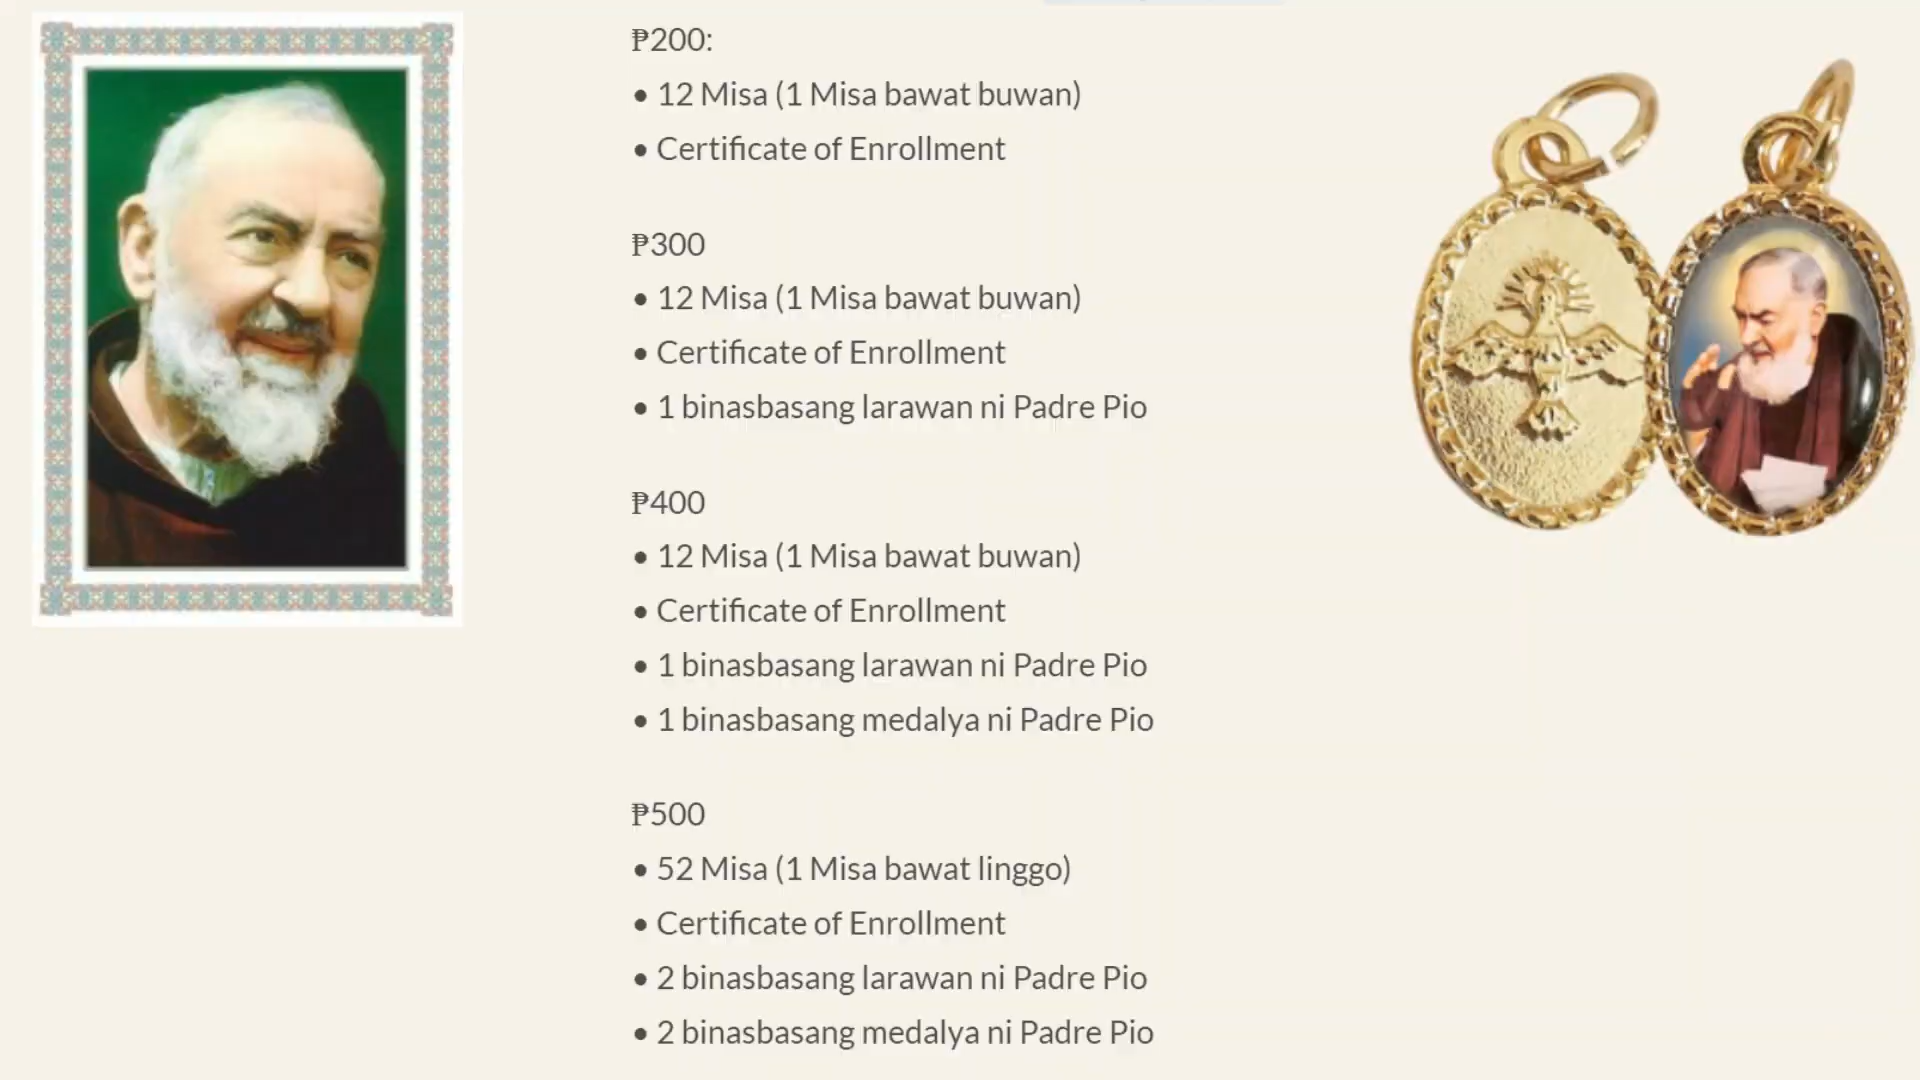 ₱200:
• 12 Misa (1 Misa bawat buwan)
• Certificate of Enrollment
₱300
• 12 Misa (1 Misa bawat buwan)
• Certificate of Enrollment
• 1 binasbasang larawan ni Padre Pio
₱400
• 12 Misa (1 Misa bawat buwan)
• Certificate of Enrollment
• 1 binasbasang larawan ni Padre Pio
• 1 binasbasang medalya ni Padre Pio
₱500
• 52 Misa (1 Misa bawat linggo)
• Certificate of Enrollment
• 2 binasbasang larawan ni Padre Pio
• 2 binasbasang medalya ni Padre Pio